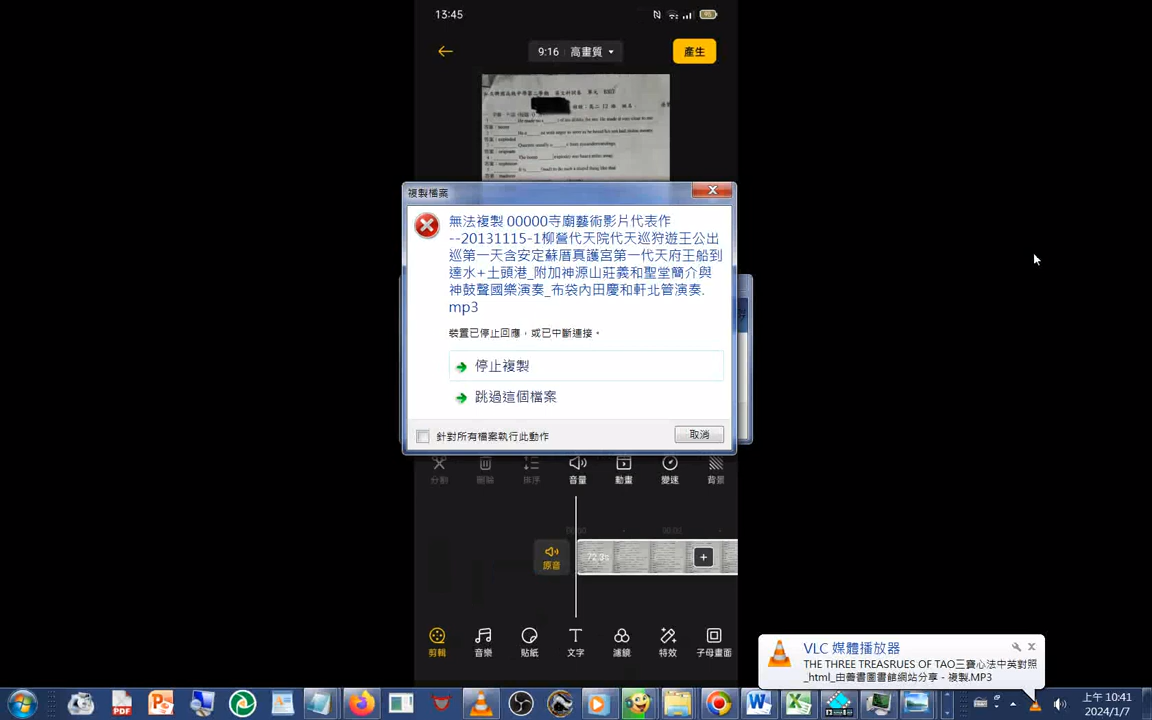 13:45
9:16 高畫質
產生
複製檔案
無法複製 00000寺廟藝術影片代表作
--20131115-1柳營代天院代天巡狩遊王公出
巡第一天含安定蘇厝真護宮第一代天府王船到
達水+土頭港_附加神源山莊義和聖堂簡介與
神鼓聲國樂演奏_布袋內田慶和軒北管演奏.
mp3
裝置已停止回應，或已中斷連接。
停止複製
跳過這個檔案
針對所有檔案執行此動作
取消
分割 刪除 排序 音量 動畫 變速 背景
原音
剪輯 音樂 貼紙 文字 濾鏡 特效 子母畫面
VLC 媒體播放器
THE THREE TREASRUES OF TAO三寶心法中英對照
_html_由善書圖書館網站分享 - 複製.MP3
上午 10:41
2024/1/7